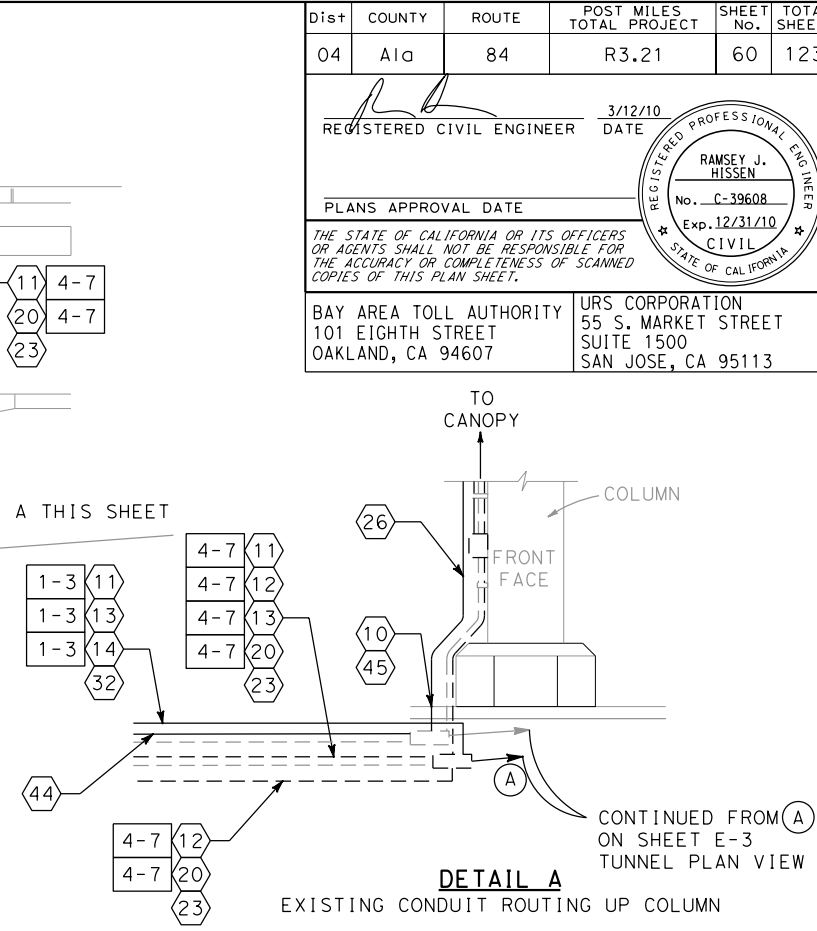 Dist COUNTY ROUTE POST MILES TOTAL PROJECT SHEET No.
04 Ala 84 R3.21 60 123
3/12/10
REGISTERED CIVIL ENGINEER DATE
PLANS APPROVAL DATE
REGISTERED PROFESSIONAL ENGINEER
RAMSEY J.
HISSEN
No. C-39608
Exp. 12/31/10
CIVIL
STATE OF CALIFORNIA
THE STATE OF CALIFORNIA OR ITS OFFICERS
OR AGENTS SHALL NOT BE RESPONSIBLE FOR
THE ACCURACY OR COMPLETENESS OF SCANNED
COPIES OF THIS PLAN SHEET.
BAY AREA TOLL AUTHORITY
101 EIGHTH STREET
OAKLAND, CA 94607
URS CORPORATION
55 S. MARKET STREET
SUITE 1500
SAN JOSE, CA 95113
11 4-7
20 4-7
23
TO
CANOPY
COLUMN
A THIS SHEET
26
FRONT
FACE
4-7 11
4-7 12
4-7 13
4-7 20
23
1-3 11
1-3 13
1-3 14
32
10
45
44
A
4-7 12
4-7 20
23
CONTINUED FROM A
ON SHEET E-3
TUNNEL PLAN VIEW
DETAIL A
EXISTING CONDUIT ROUTING UP COLUMN